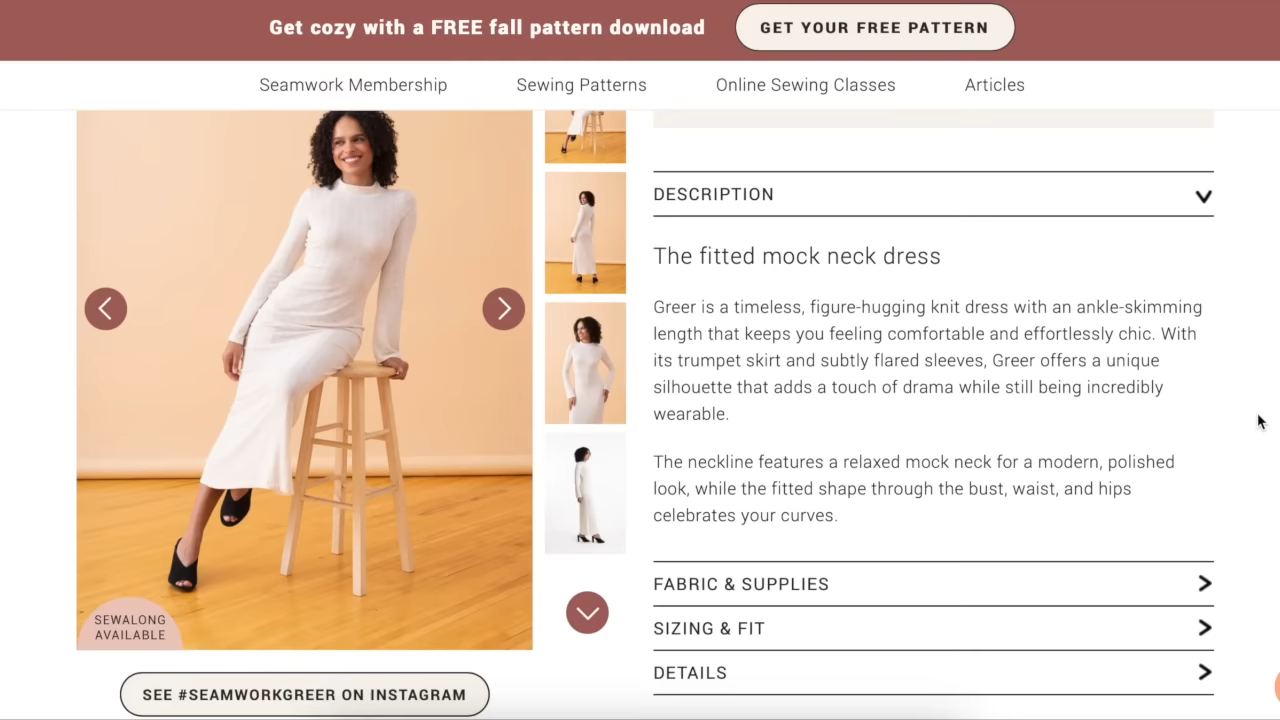 Get cozy with a FREE fall pattern download
GET YOUR FREE PATTERN
Seamwork Membership
Sewing Patterns
Online Sewing Classes
Articles
DESCRIPTION
The fitted mock neck dress
Greer is a timeless, figure-hugging knit dress with an ankle-skimming
length that keeps you feeling comfortable and effortlessly chic. With
its trumpet skirt and subtly flared sleeves, Greer offers a unique
silhouette that adds a touch of drama while still being incredibly
wearable.
The neckline features a relaxed mock neck for a modern, polished
look, while the fitted shape through the bust, waist, and hips
celebrates your curves.
FABRIC & SUPPLIES
SIZING & FIT
DETAILS
SEWALONG
AVAILABLE
SEE #SEAMWORKGREER ON INSTAGRAM